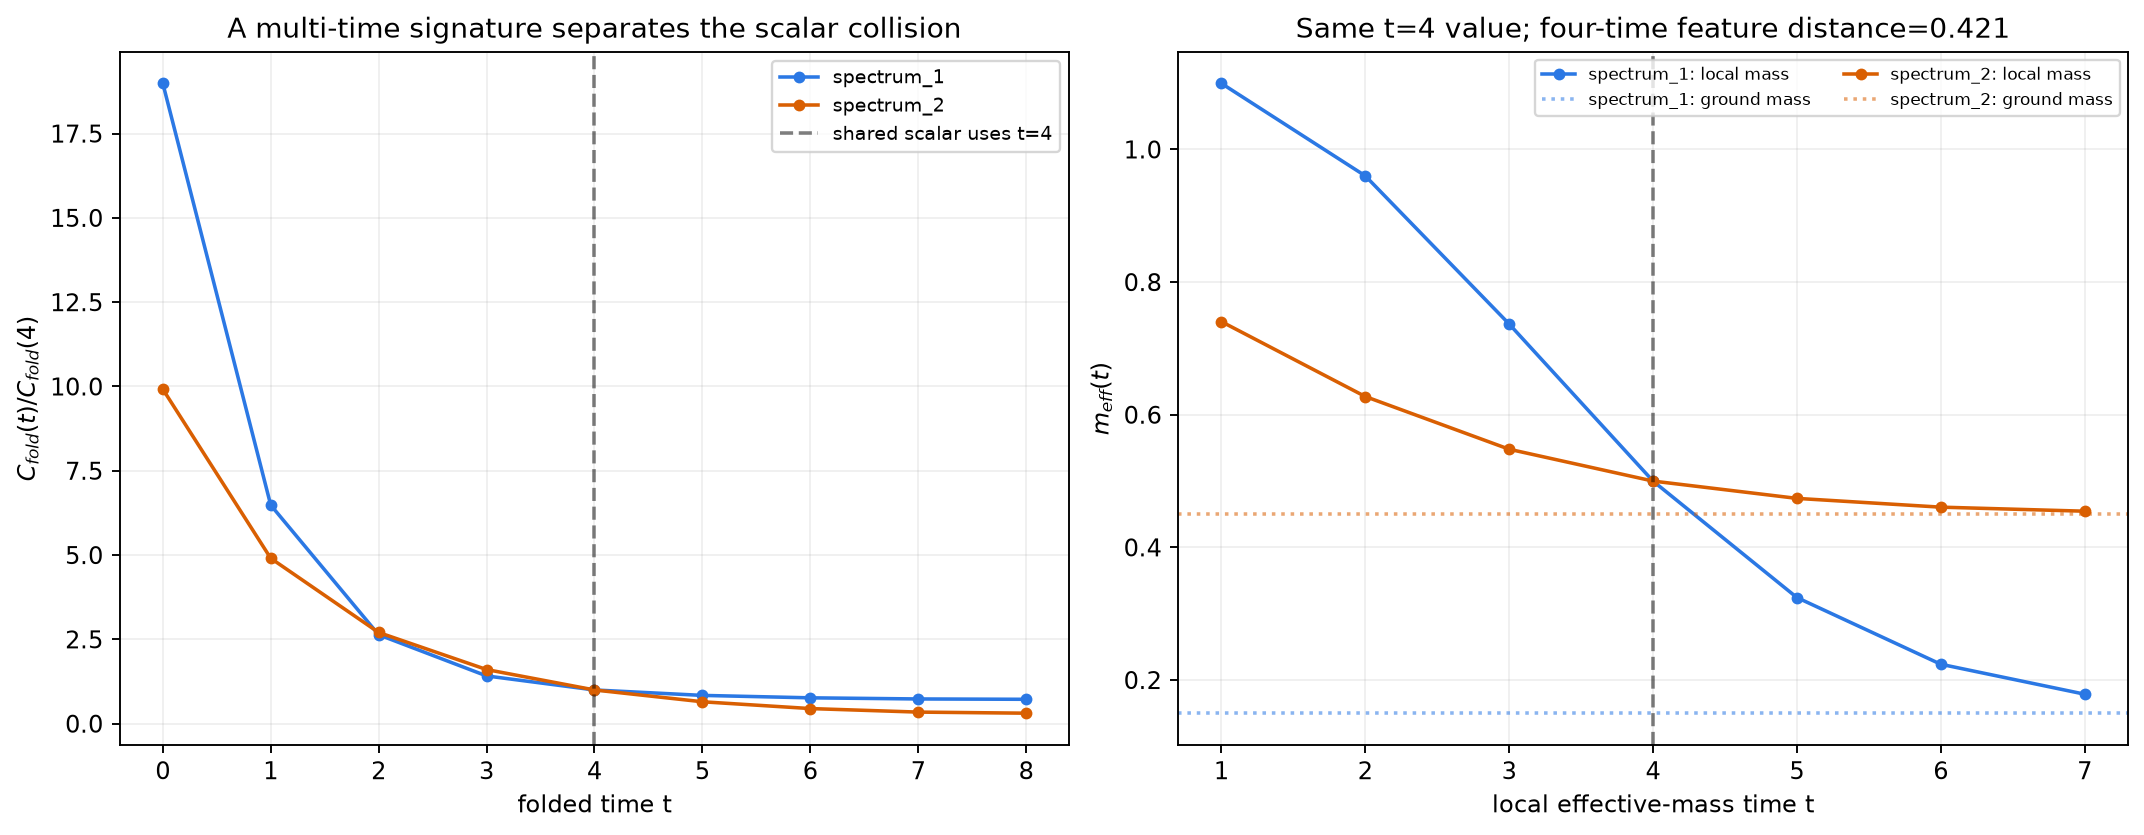 A multi-time signature separates the scalar collision
C_fold(t)/C_fold(4)
17.5
15.0
12.5
10.0
7.5
5.0
2.5
0.0
spectrum_1
spectrum_2
shared scalar uses t=4
0 1 2 3 4 5 6 7 8
folded time t
Same t=4 value; four-time feature distance=0.421
m_eff(t)
1.0
0.8
0.6
0.4
0.2
spectrum_1: local mass
spectrum_1: ground mass
spectrum_2: local mass
spectrum_2: ground mass
1 2 3 4 5 6 7
local effective-mass time t